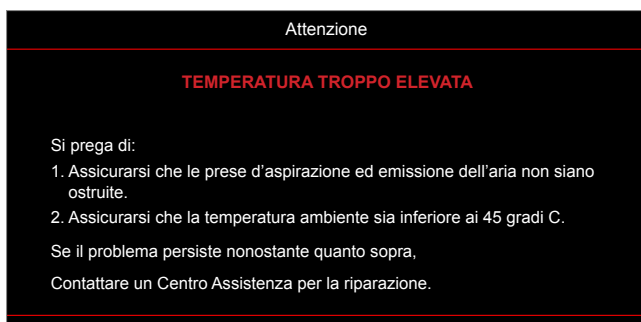 Attenzione
TEMPERATURA TROPPO ELEVATA
Si prega di:
1. Assicurarsi che le prese d’aspirazione ed emissione dell’aria non siano
ostruite.
2. Assicurarsi che la temperatura ambiente sia inferiore ai 45 gradi C.
Se il problema persiste nonostante quanto sopra,
Contattare un Centro Assistenza per la riparazione.